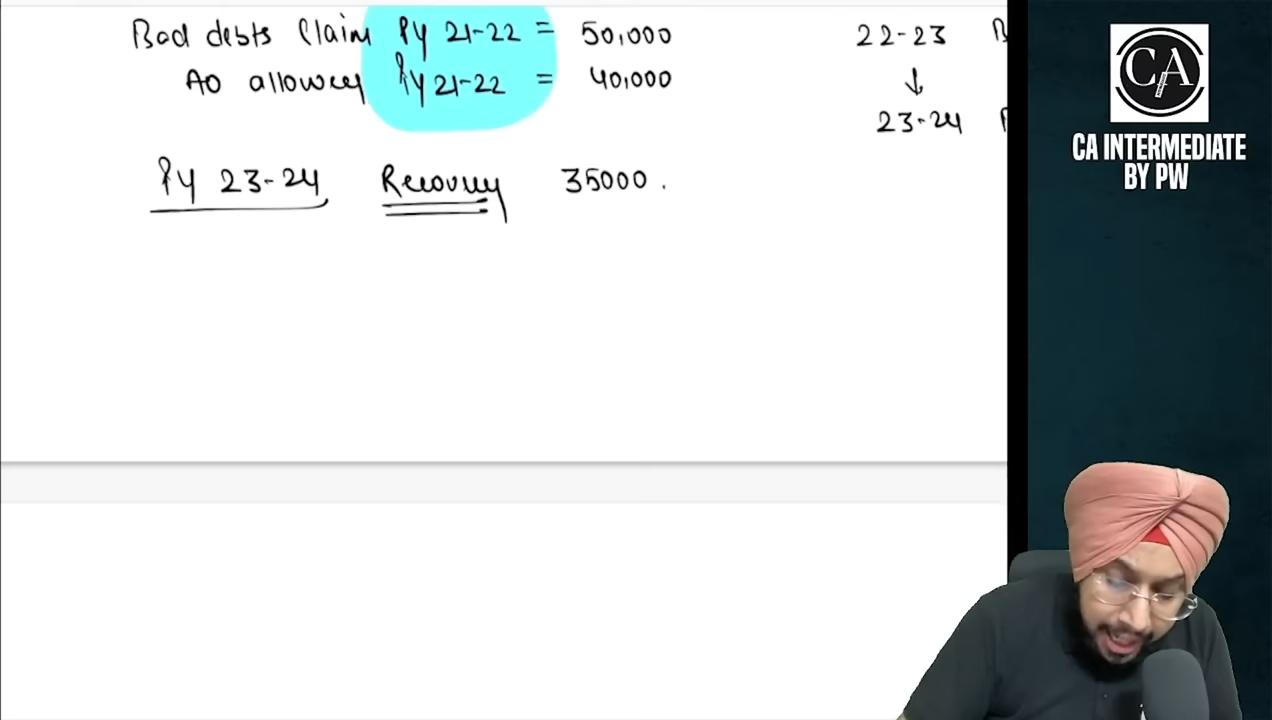 Bad debts Claim Py 21-22 = 50,000
AO allowed Py 21-22 = 40,000
Py 23-24 Recovery 35000.
22-23
↓
23-24
CA
CA INTERMEDIATE
BY PW